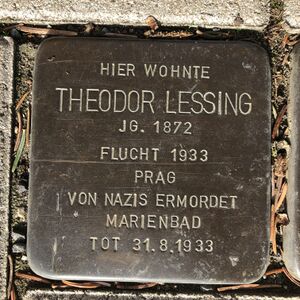 HIER WOHNTE
THEODOR LESSING
JG. 1872
FLUCHT 1933
PRAG
VON NAZIS ERMORDET
MARIENBAD
TOT 31.8.1933